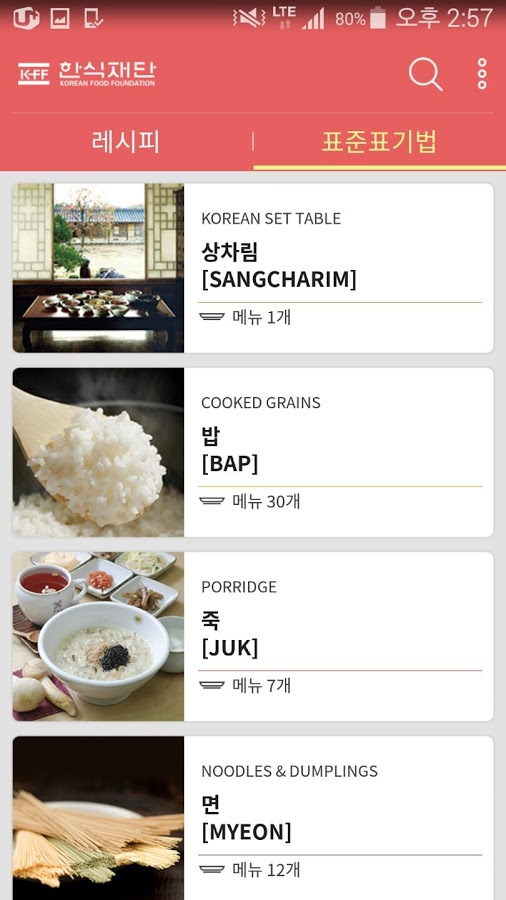 LTE 80% 오후 2:57
K-FF 한식재단
KOREAN FOOD FOUNDATION
레시피 표준표기법
KOREAN SET TABLE
상차림
[SANGCHARIM]
메뉴 1개
COOKED GRAINS
밥
[BAP]
메뉴 30개
PORRIDGE
죽
[JUK]
메뉴 7개
NOODLES & DUMPLINGS
면
[MYEON]
메뉴 12개